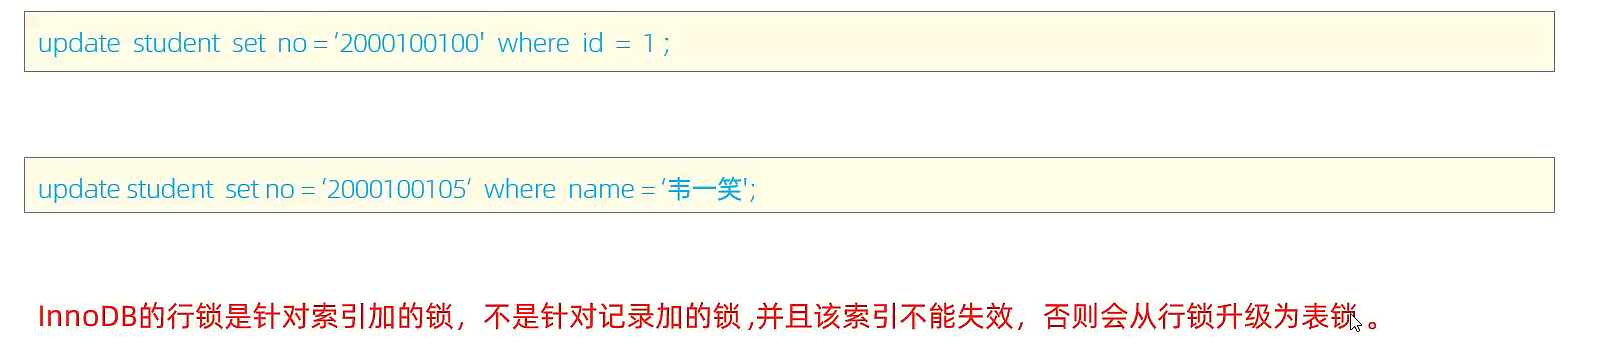 update student set no = '2000100100' where id = 1 ;
update student set no = ‘2000100105‘ where name = ‘韦一笑';
InnoDB的行锁是针对索引加的锁，不是针对记录加的锁 ,并且该索引不能失效，否则会从行锁升级为表锁 。